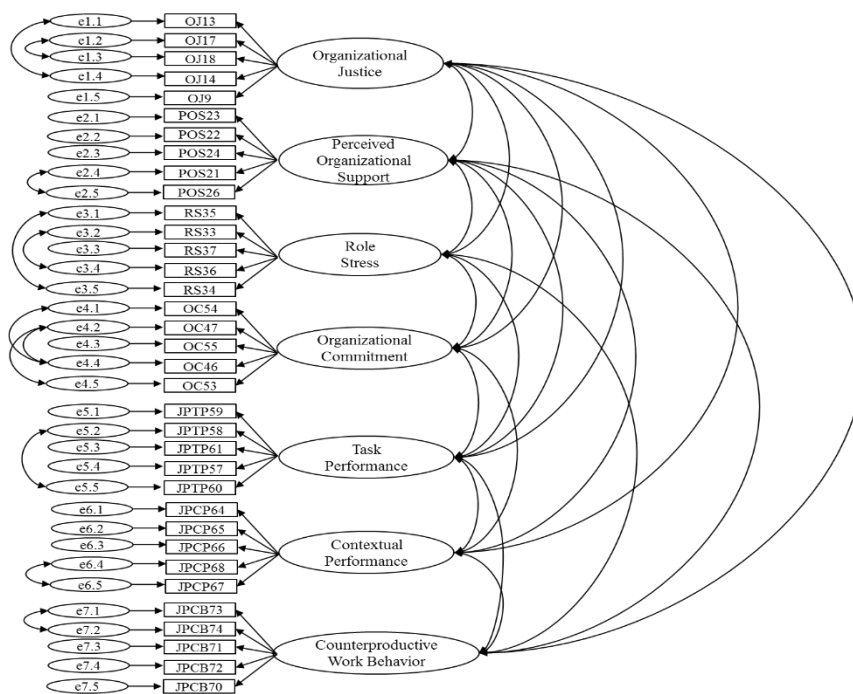 e1.1 OJ13
e1.2 OJ17
e1.3 OJ18
e1.4 OJ14
e1.5 OJ9
Organizational
Justice
e2.1 POS23
e2.2 POS22
e2.3 POS24
e2.4 POS21
e2.5 POS26
Perceived
Organizational
Support
e3.1 RS35
e3.2 RS33
e3.3 RS37
e3.4 RS36
e3.5 RS34
Role
Stress
e4.1 OC54
e4.2 OC47
e4.3 OC55
e4.4 OC46
e4.5 OC53
Organizational
Commitment
e5.1 JPTP59
e5.2 JPTP58
e5.3 JPTP61
e5.4 JPTP57
e5.5 JPTP60
Task
Performance
e6.1 JPCP64
e6.2 JPCP65
e6.3 JPCP66
e6.4 JPCP68
e6.5 JPCP67
Contextual
Performance
e7.1 JPCB73
e7.2 JPCB74
e7.3 JPCB71
e7.4 JPCB72
e7.5 JPCB70
Counterproductive
Work Behavior